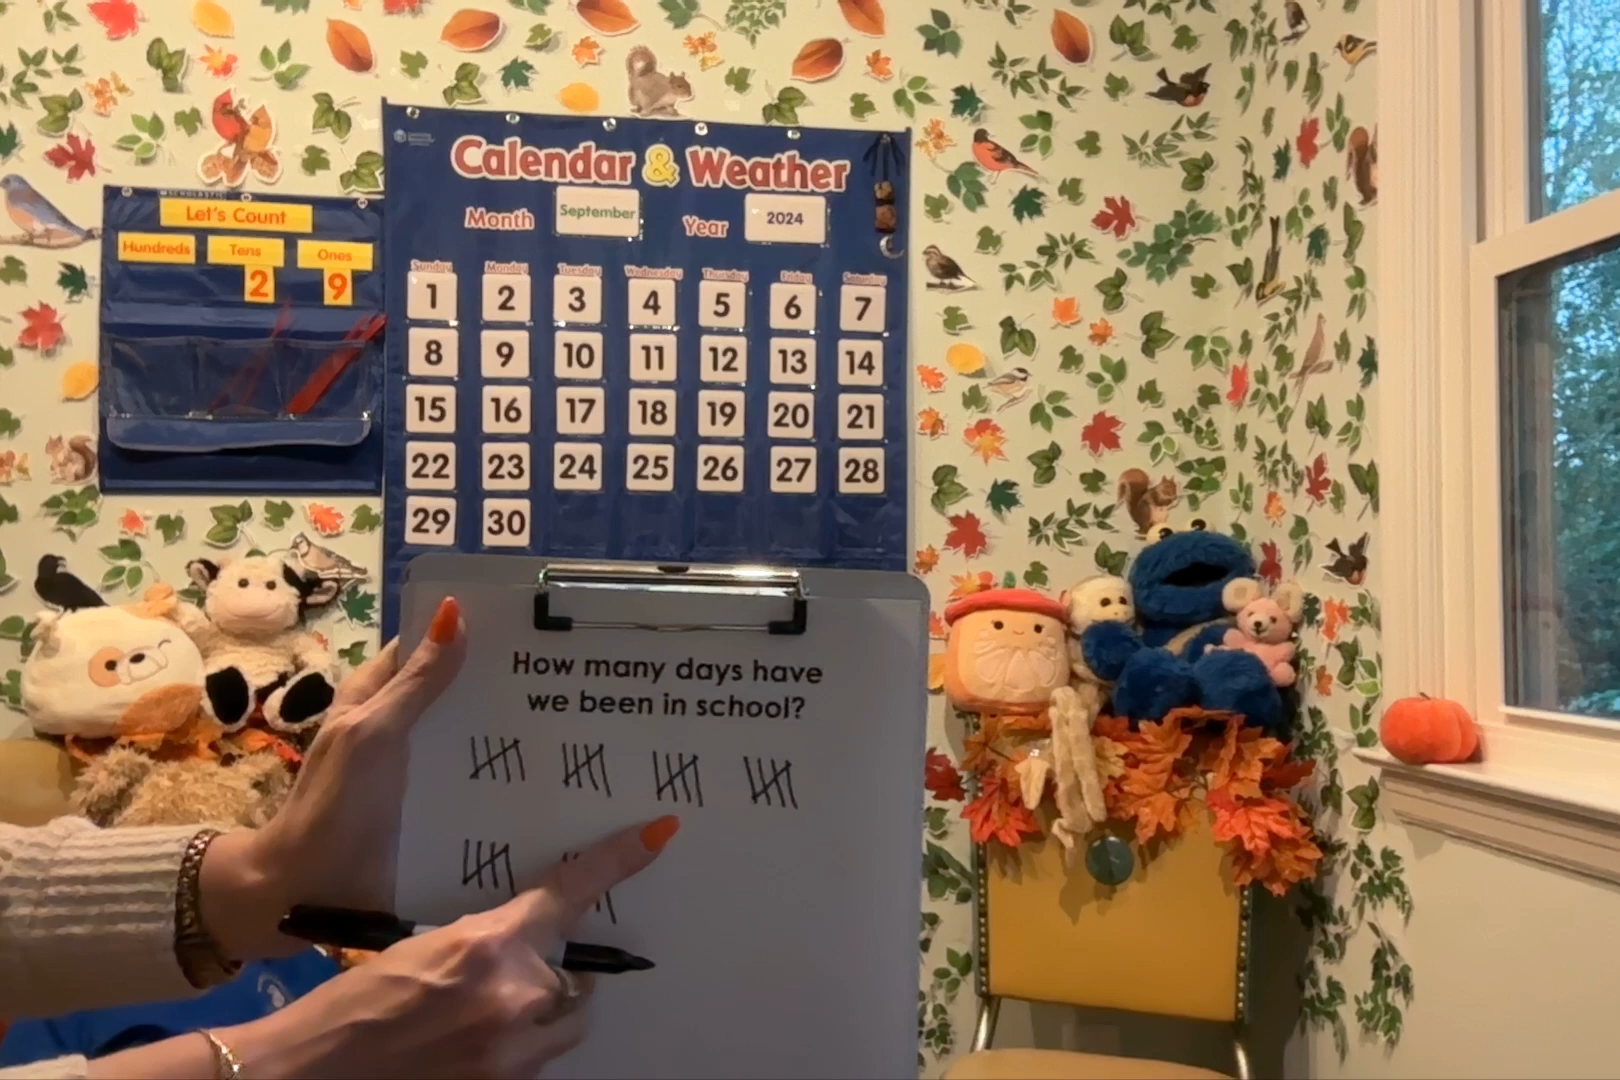 Calendar & Weather
Month September Year 2024
Sunday Monday Tuesday Wednesday Thursday Friday Saturday
1 2 3 4 5 6 7
8 9 10 11 12 13 14
15 16 17 18 19 20 21
22 23 24 25 26 27 28
29 30
SCHOLASTIC
Let's Count
Hundreds Tens Ones
2 9
How many days have
we been in school?